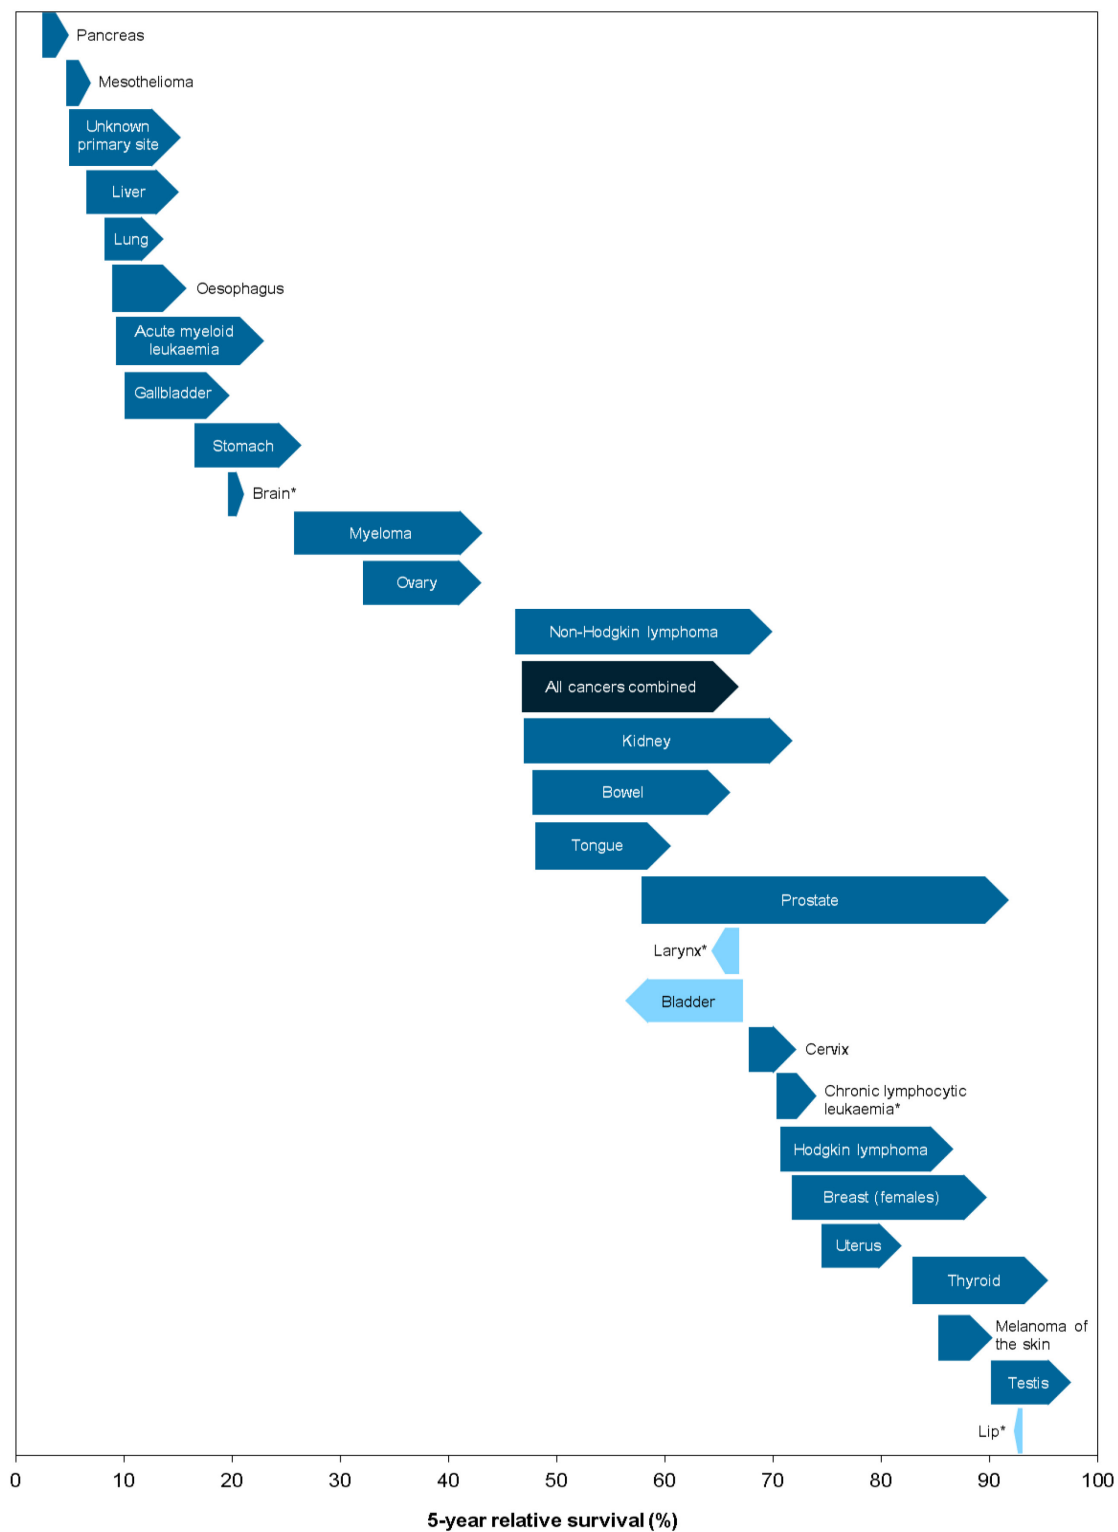 Pancreas
Mesothelioma
Unknown
primary site
Liver
Lung
Oesophagus
Acute myeloid
leukaemia
Gallbladder
Stomach
Brain*
Myeloma
Ovary
Non-Hodgkin lymphoma
All cancers combined
Kidney
Bowel
Tongue
Prostate
Larynx*
Bladder
Cervix
Chronic lymphocytic
leukaemia*
Hodgkin lymphoma
Breast (females)
Uterus
Thyroid
Melanoma of
the skin
Testis
Lip*
0 10 20 30 40 50 60 70 80 90 100
5-year relative survival (%)